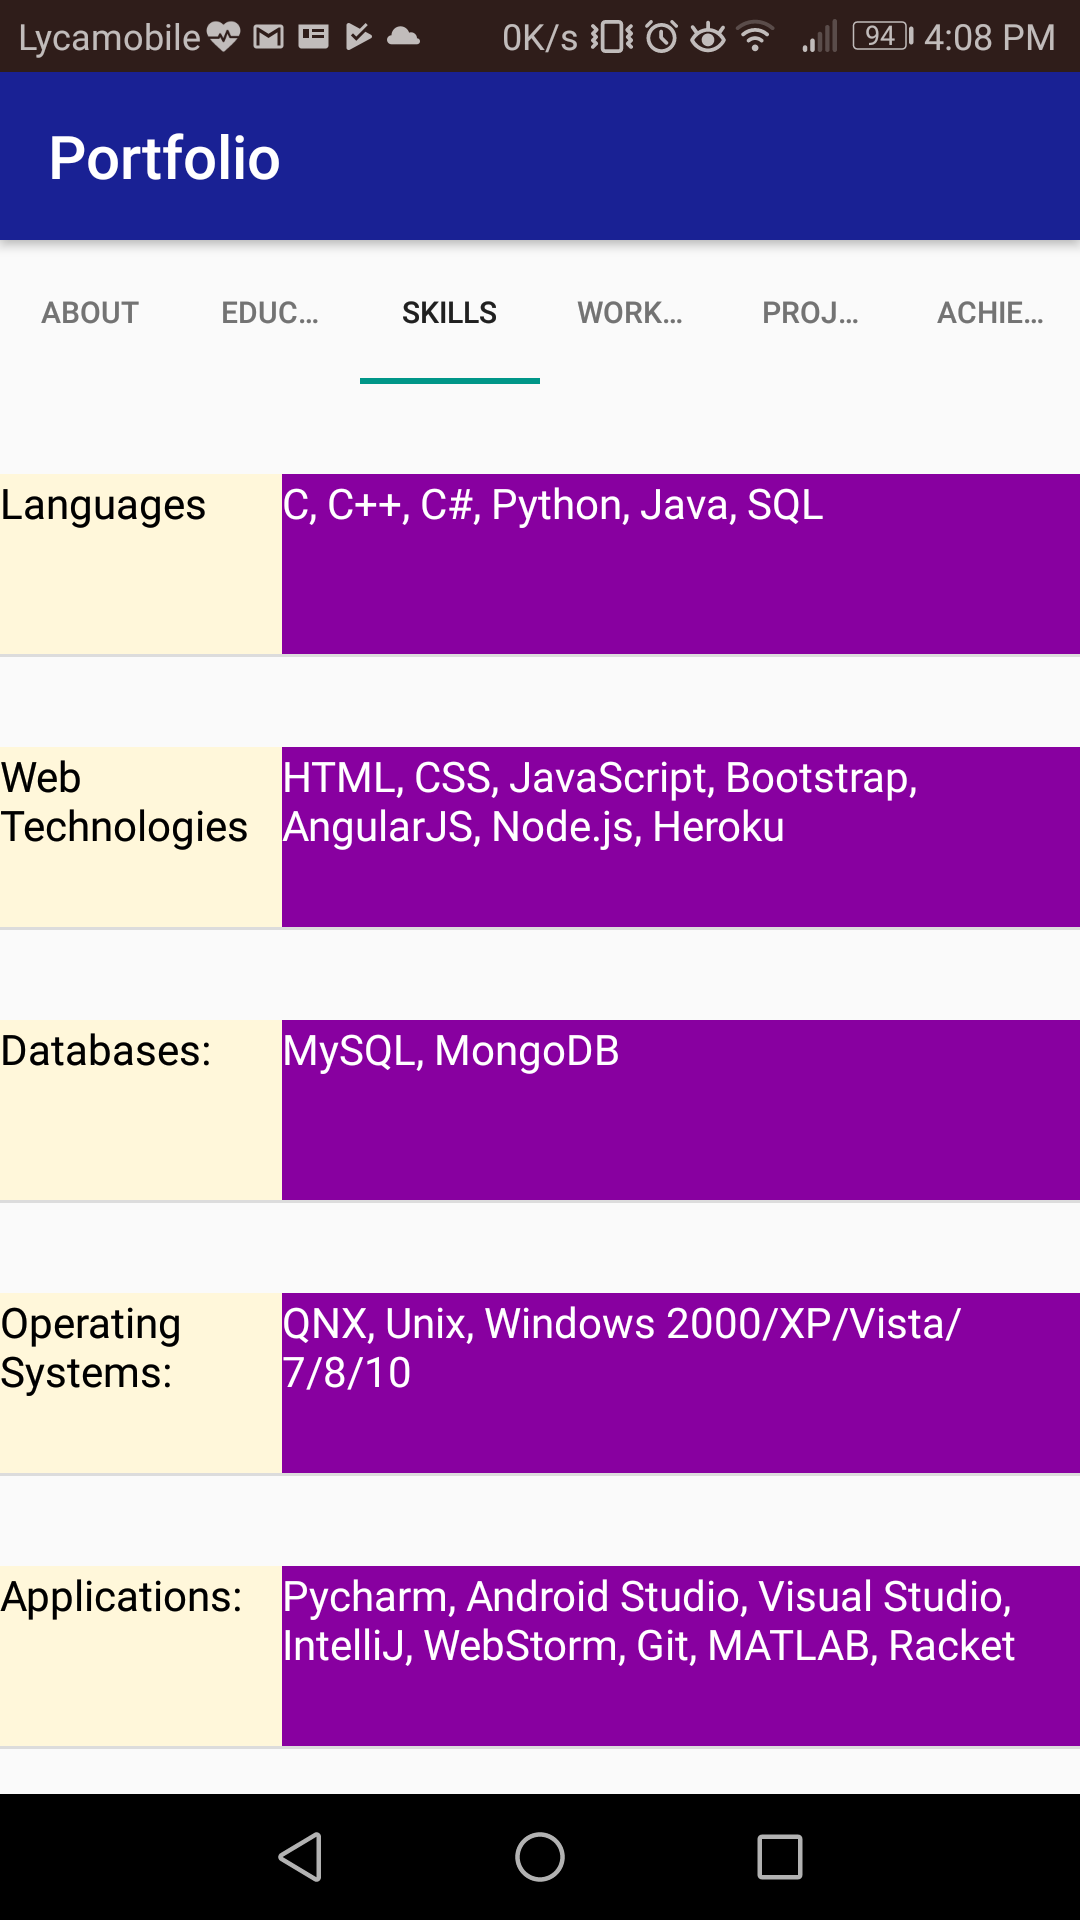 Lycamobile 0K/s 94 4:08 PM
Portfolio
ABOUT EDUC... SKILLS WORK... PROJ... ACHIE...
Languages C, C++, C#, Python, Java, SQL
Web HTML, CSS, JavaScript, Bootstrap,
Technologies AngularJS, Node.js, Heroku
Databases: MySQL, MongoDB
Operating QNX, Unix, Windows 2000/XP/Vista/
Systems: 7/8/10
Applications: Pycharm, Android Studio, Visual Studio,
IntelliJ, WebStorm, Git, MATLAB, Racket